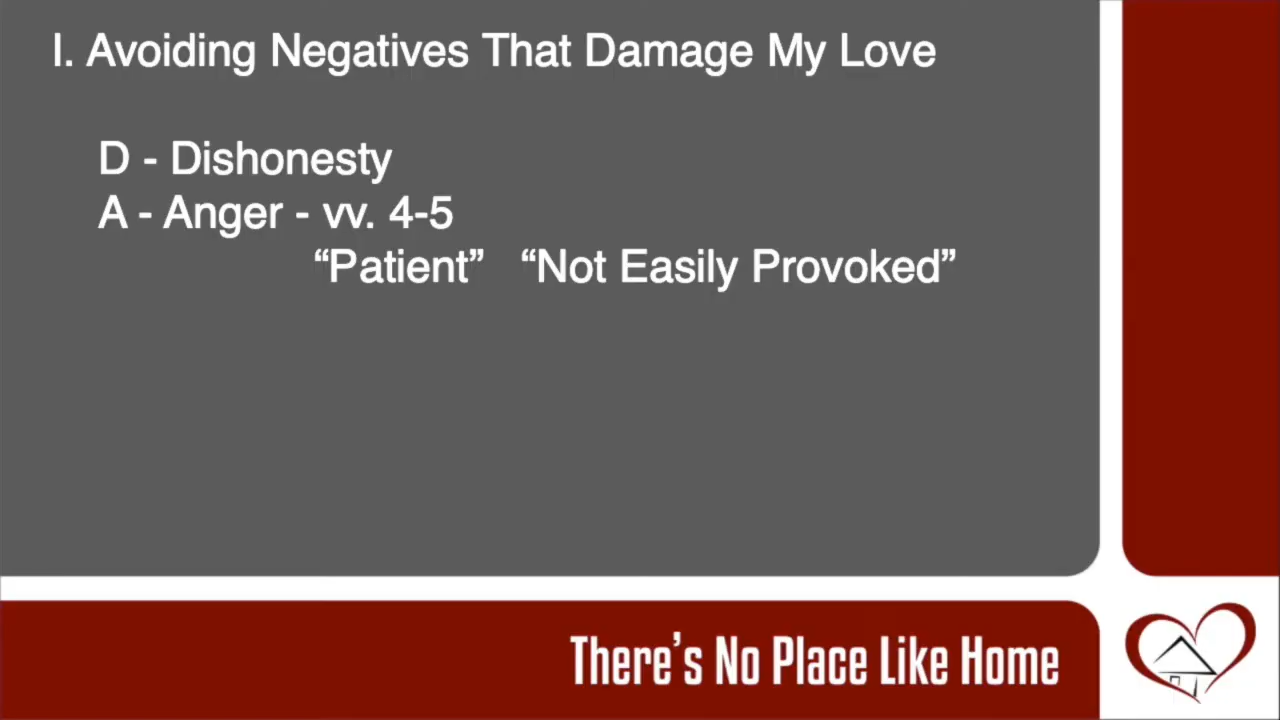 I. Avoiding Negatives That Damage My Love
D - Dishonesty
A - Anger - vv. 4-5
“Patient” “Not Easily Provoked”
There’s No Place Like Home